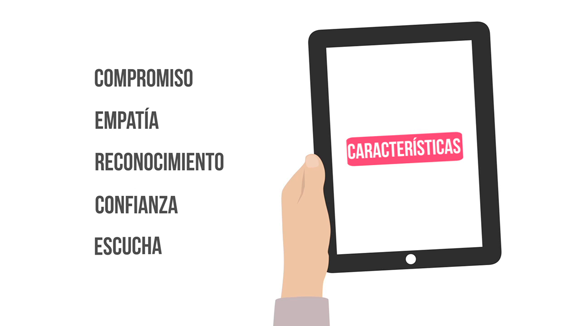 COMPROMISO
EMPATÍA
RECONOCIMIENTO
CONFIANZA
ESCUCHA
CARACTERÍSTICAS